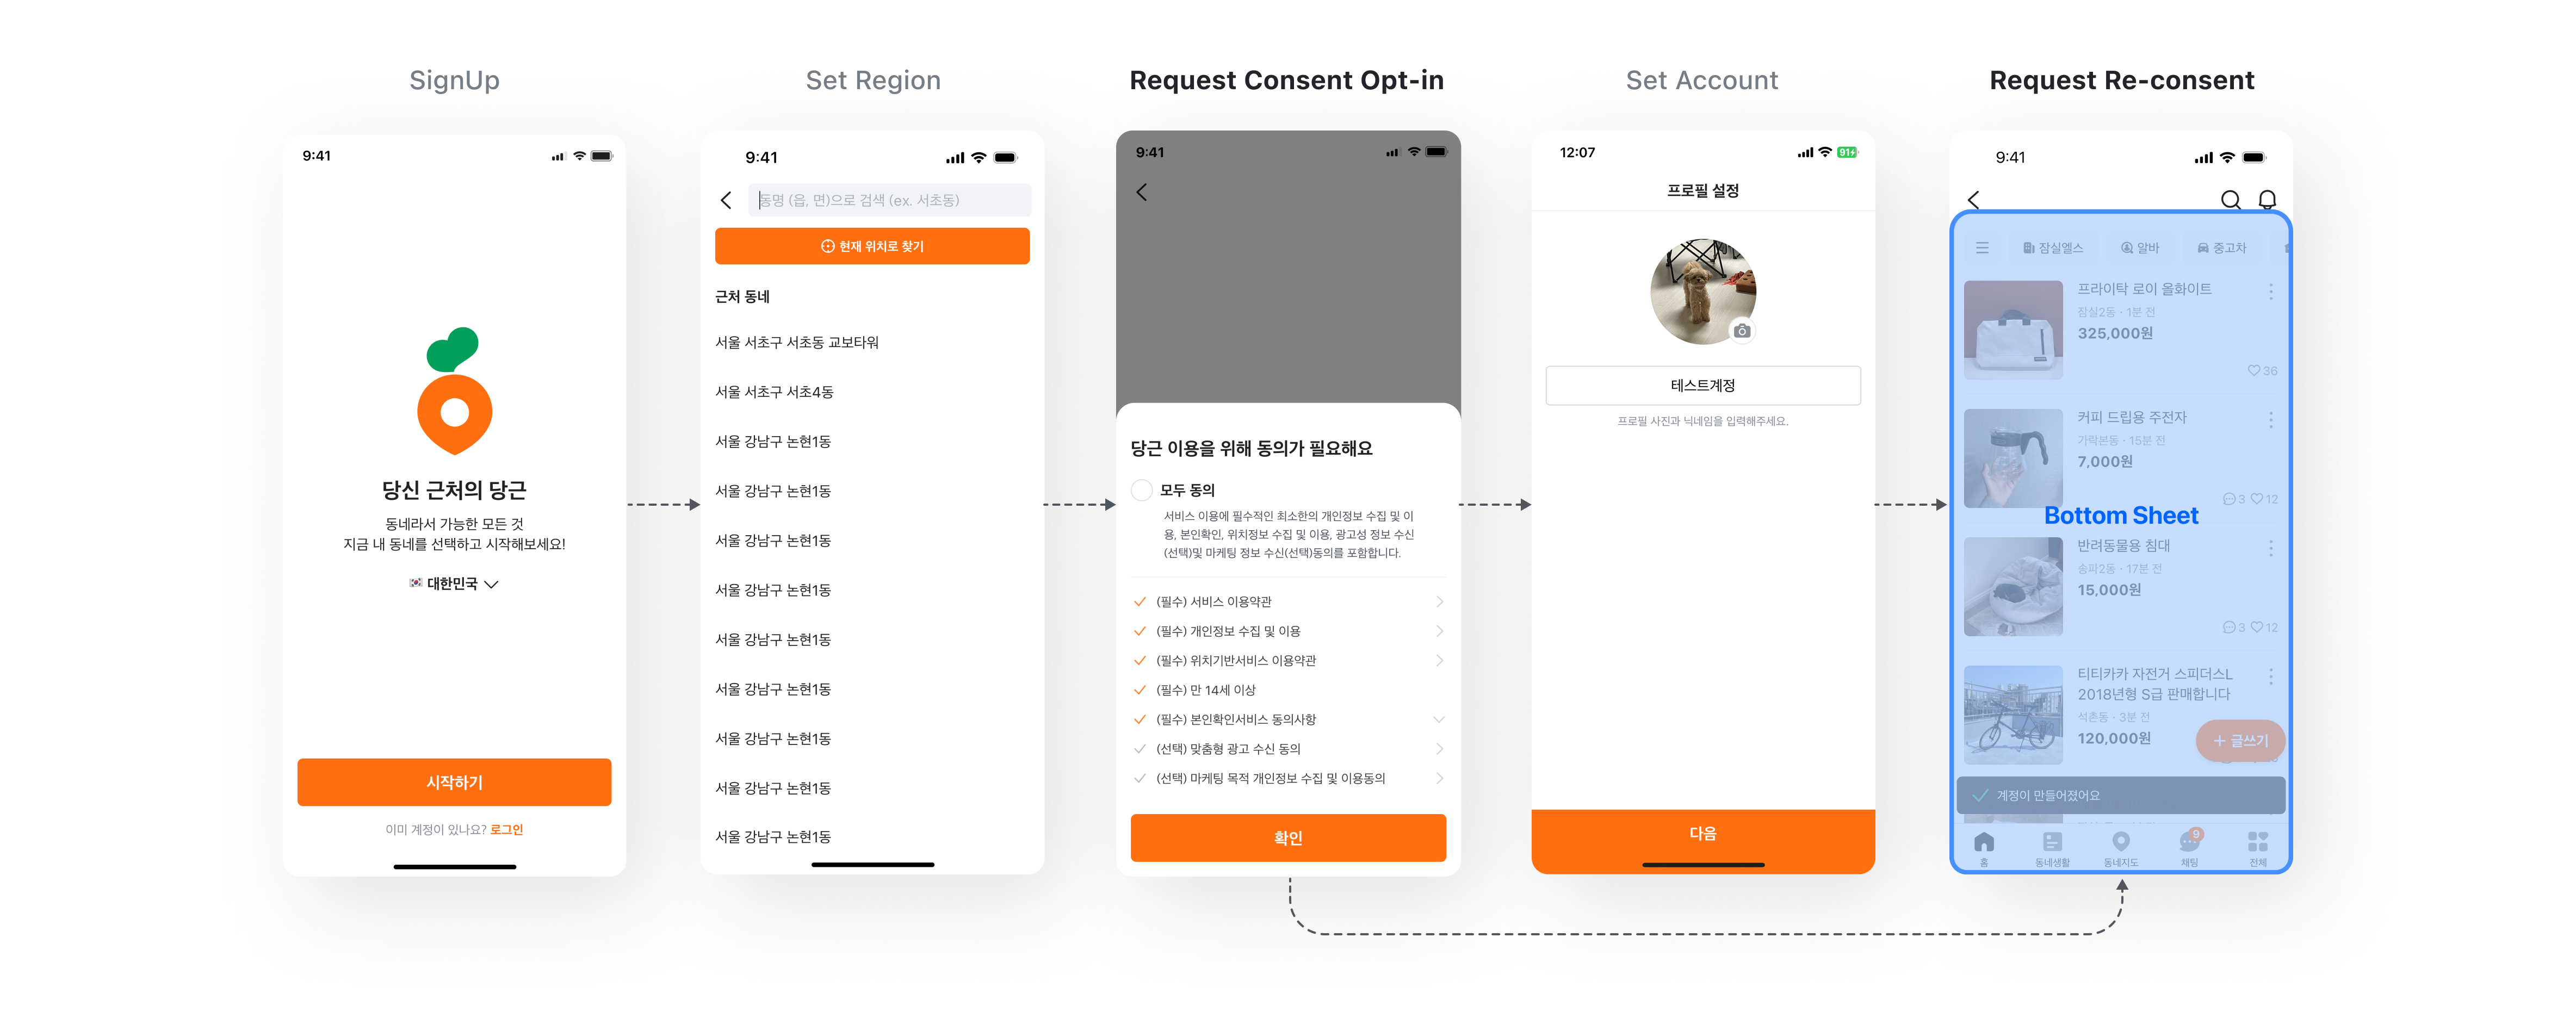 SignUp
9:41
당신 근처의 당근
동네라서 가능한 모든 것
지금 내 동네를 선택하고 시작해보세요!
대한민국
시작하기
이미 계정이 있나요? 로그인
Set Region
9:41
동명 (읍, 면)으로 검색 (ex. 서초동)
현재 위치로 찾기
근처 동네
서울 서초구 서초동 교보타워
서울 서초구 서초4동
서울 강남구 논현1동
서울 강남구 논현1동
서울 강남구 논현1동
서울 강남구 논현1동
서울 강남구 논현1동
서울 강남구 논현1동
서울 강남구 논현1동
서울 강남구 논현1동
서울 강남구 논현1동
Request Consent Opt-in
9:41
당근 이용을 위해 동의가 필요해요
모두 동의
서비스 이용에 필수적인 최소한의 개인정보 수집 및 이
용, 본인확인, 위치정보 수집 및 이용, 광고성 정보 수신
(선택)및 마케팅 정보 수신(선택)동의를 포함합니다.
(필수) 서비스 이용약관
(필수) 개인정보 수집 및 이용
(필수) 위치기반서비스 이용약관
(필수) 만 14세 이상
(필수) 본인확인서비스 동의사항
(선택) 맞춤형 광고 수신 동의
(선택) 마케팅 목적 개인정보 수집 및 이용동의
확인
Set Account
12:07
91
프로필 설정
테스트계정
프로필 사진과 닉네임을 입력해주세요.
다음
Request Re-consent
9:41
잠실엘스 알바 중고차
프라이탁 로이 올화이트
잠실2동 · 1분 전
325,000원
36
커피 드립용 주전자
가락본동 · 15분 전
7,000원
3 12
Bottom Sheet
반려동물용 침대
송파2동 · 17분 전
15,000원
3 12
티티카카 자전거 스피더스L
2018년형 S급 판매합니다
석촌동 · 3분 전
120,000원
+ 글쓰기
계정이 만들어졌어요
9
홈 동네생활 동네지도 채팅 전체